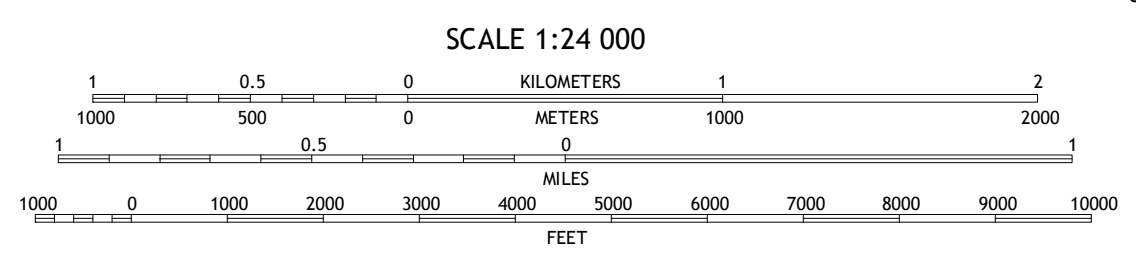 SCALE 1:24 000
1 0.5 0 KILOMETERS 1 2
1000 500 0 METERS 1000 2000
1 0.5 0 1
MILES
1000 0 1000 2000 3000 4000 5000 6000 7000 8000 9000 10000
FEET